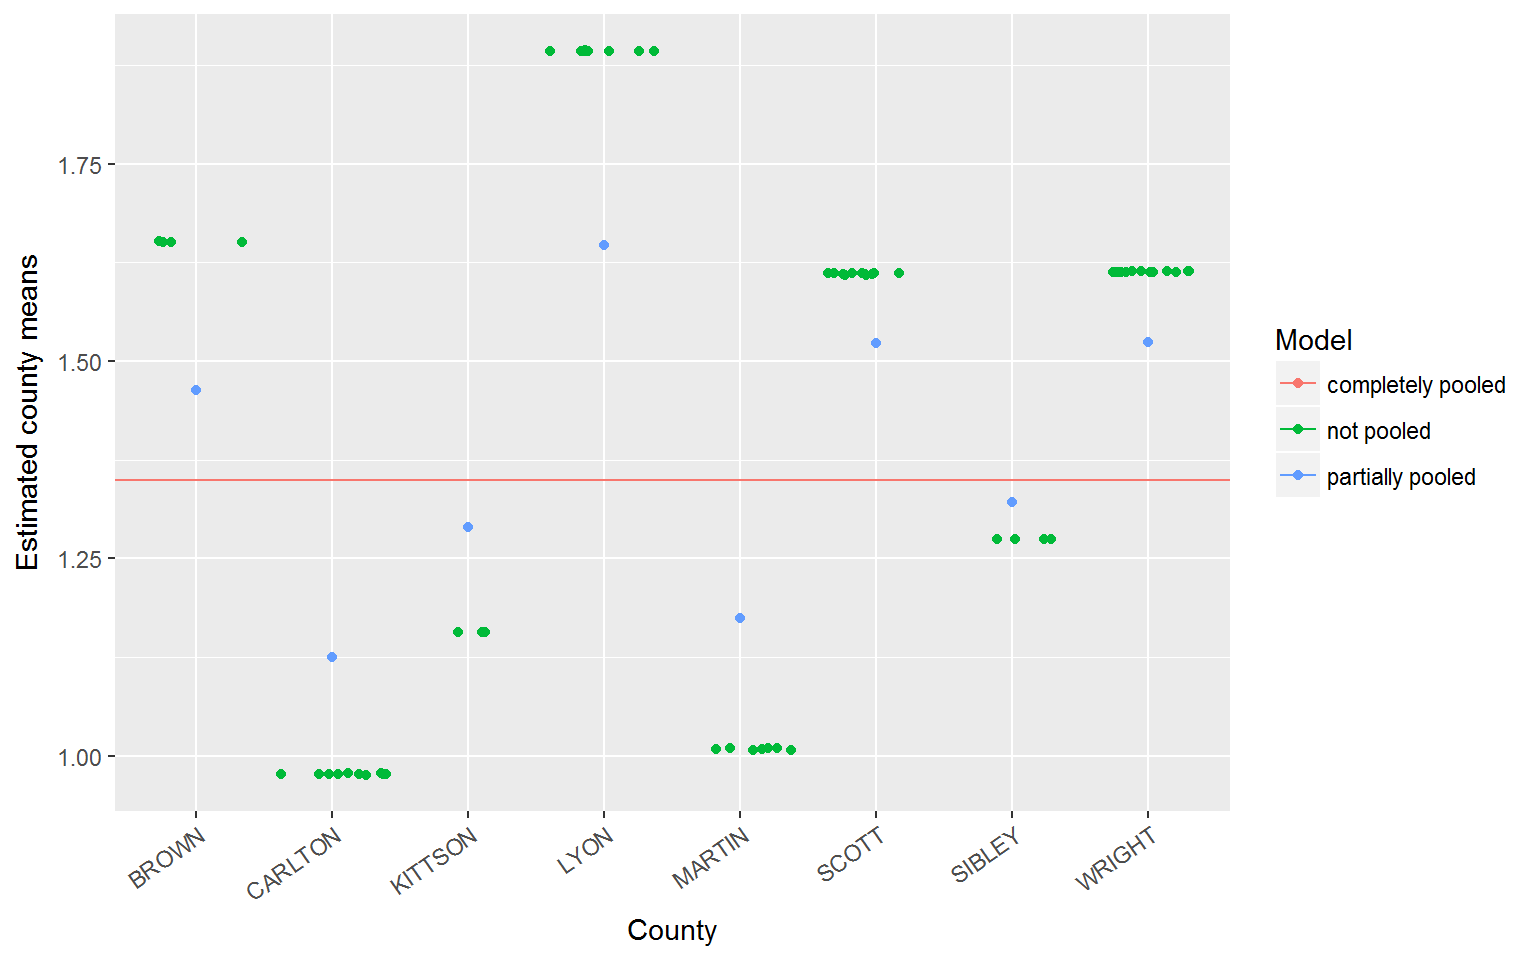 Estimated county means
1.75
1.50
1.25
1.00
BROWN
CARLTON
KITTSON
LYON
MARTIN
SCOTT
SIBLEY
WRIGHT
County
Model
completely pooled
not pooled
partially pooled